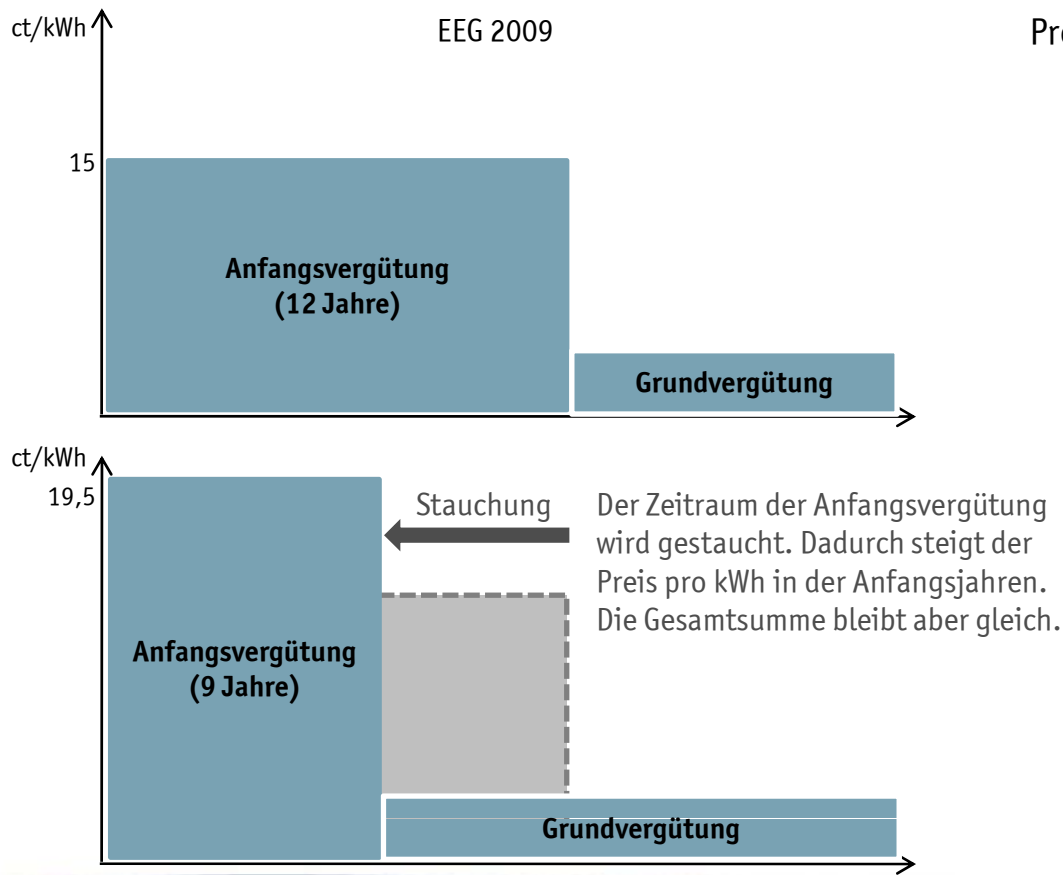 ct/kWh
EEG 2009
15
Anfangsvergütung
(12 Jahre)
Grundvergütung
ct/kWh
19,5
Stauchung
Der Zeitraum der Anfangsvergütung
wird gestaucht. Dadurch steigt der
Preis pro kWh in der Anfangsjahren.
Die Gesamtsumme bleibt aber gleich.
Anfangsvergütung
(9 Jahre)
Grundvergütung